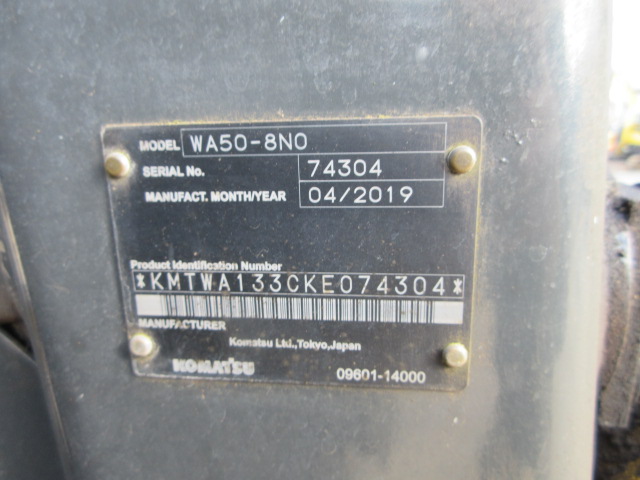 MODEL WA50-8N0
SERIAL No. 74304
MANUFACT. MONTH/YEAR 04/2019
Product Identification Number
*KMTWA133CKE074304*
MANUFACTURER
Komatsu Ltd.,Tokyo,Japan
KOMATSU 09601-14000